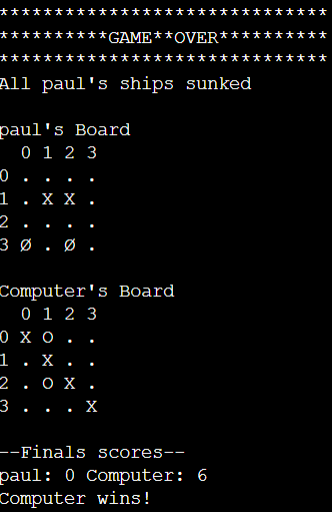 ******************************
**********GAME**OVER**********
******************************
All paul's ships sunked
paul's Board
  0 1 2 3
0 . . . .
1 . X X .
2 . . . .
3 Ø . Ø .
Computer's Board
  0 1 2 3
0 X O . .
1 . X . .
2 . O X .
3 . . . X
--Finals scores--
paul: 0 Computer: 6
Computer wins!